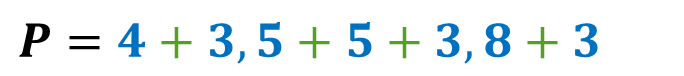 P = 4 + 3,5 + 5 + 3,8 + 3